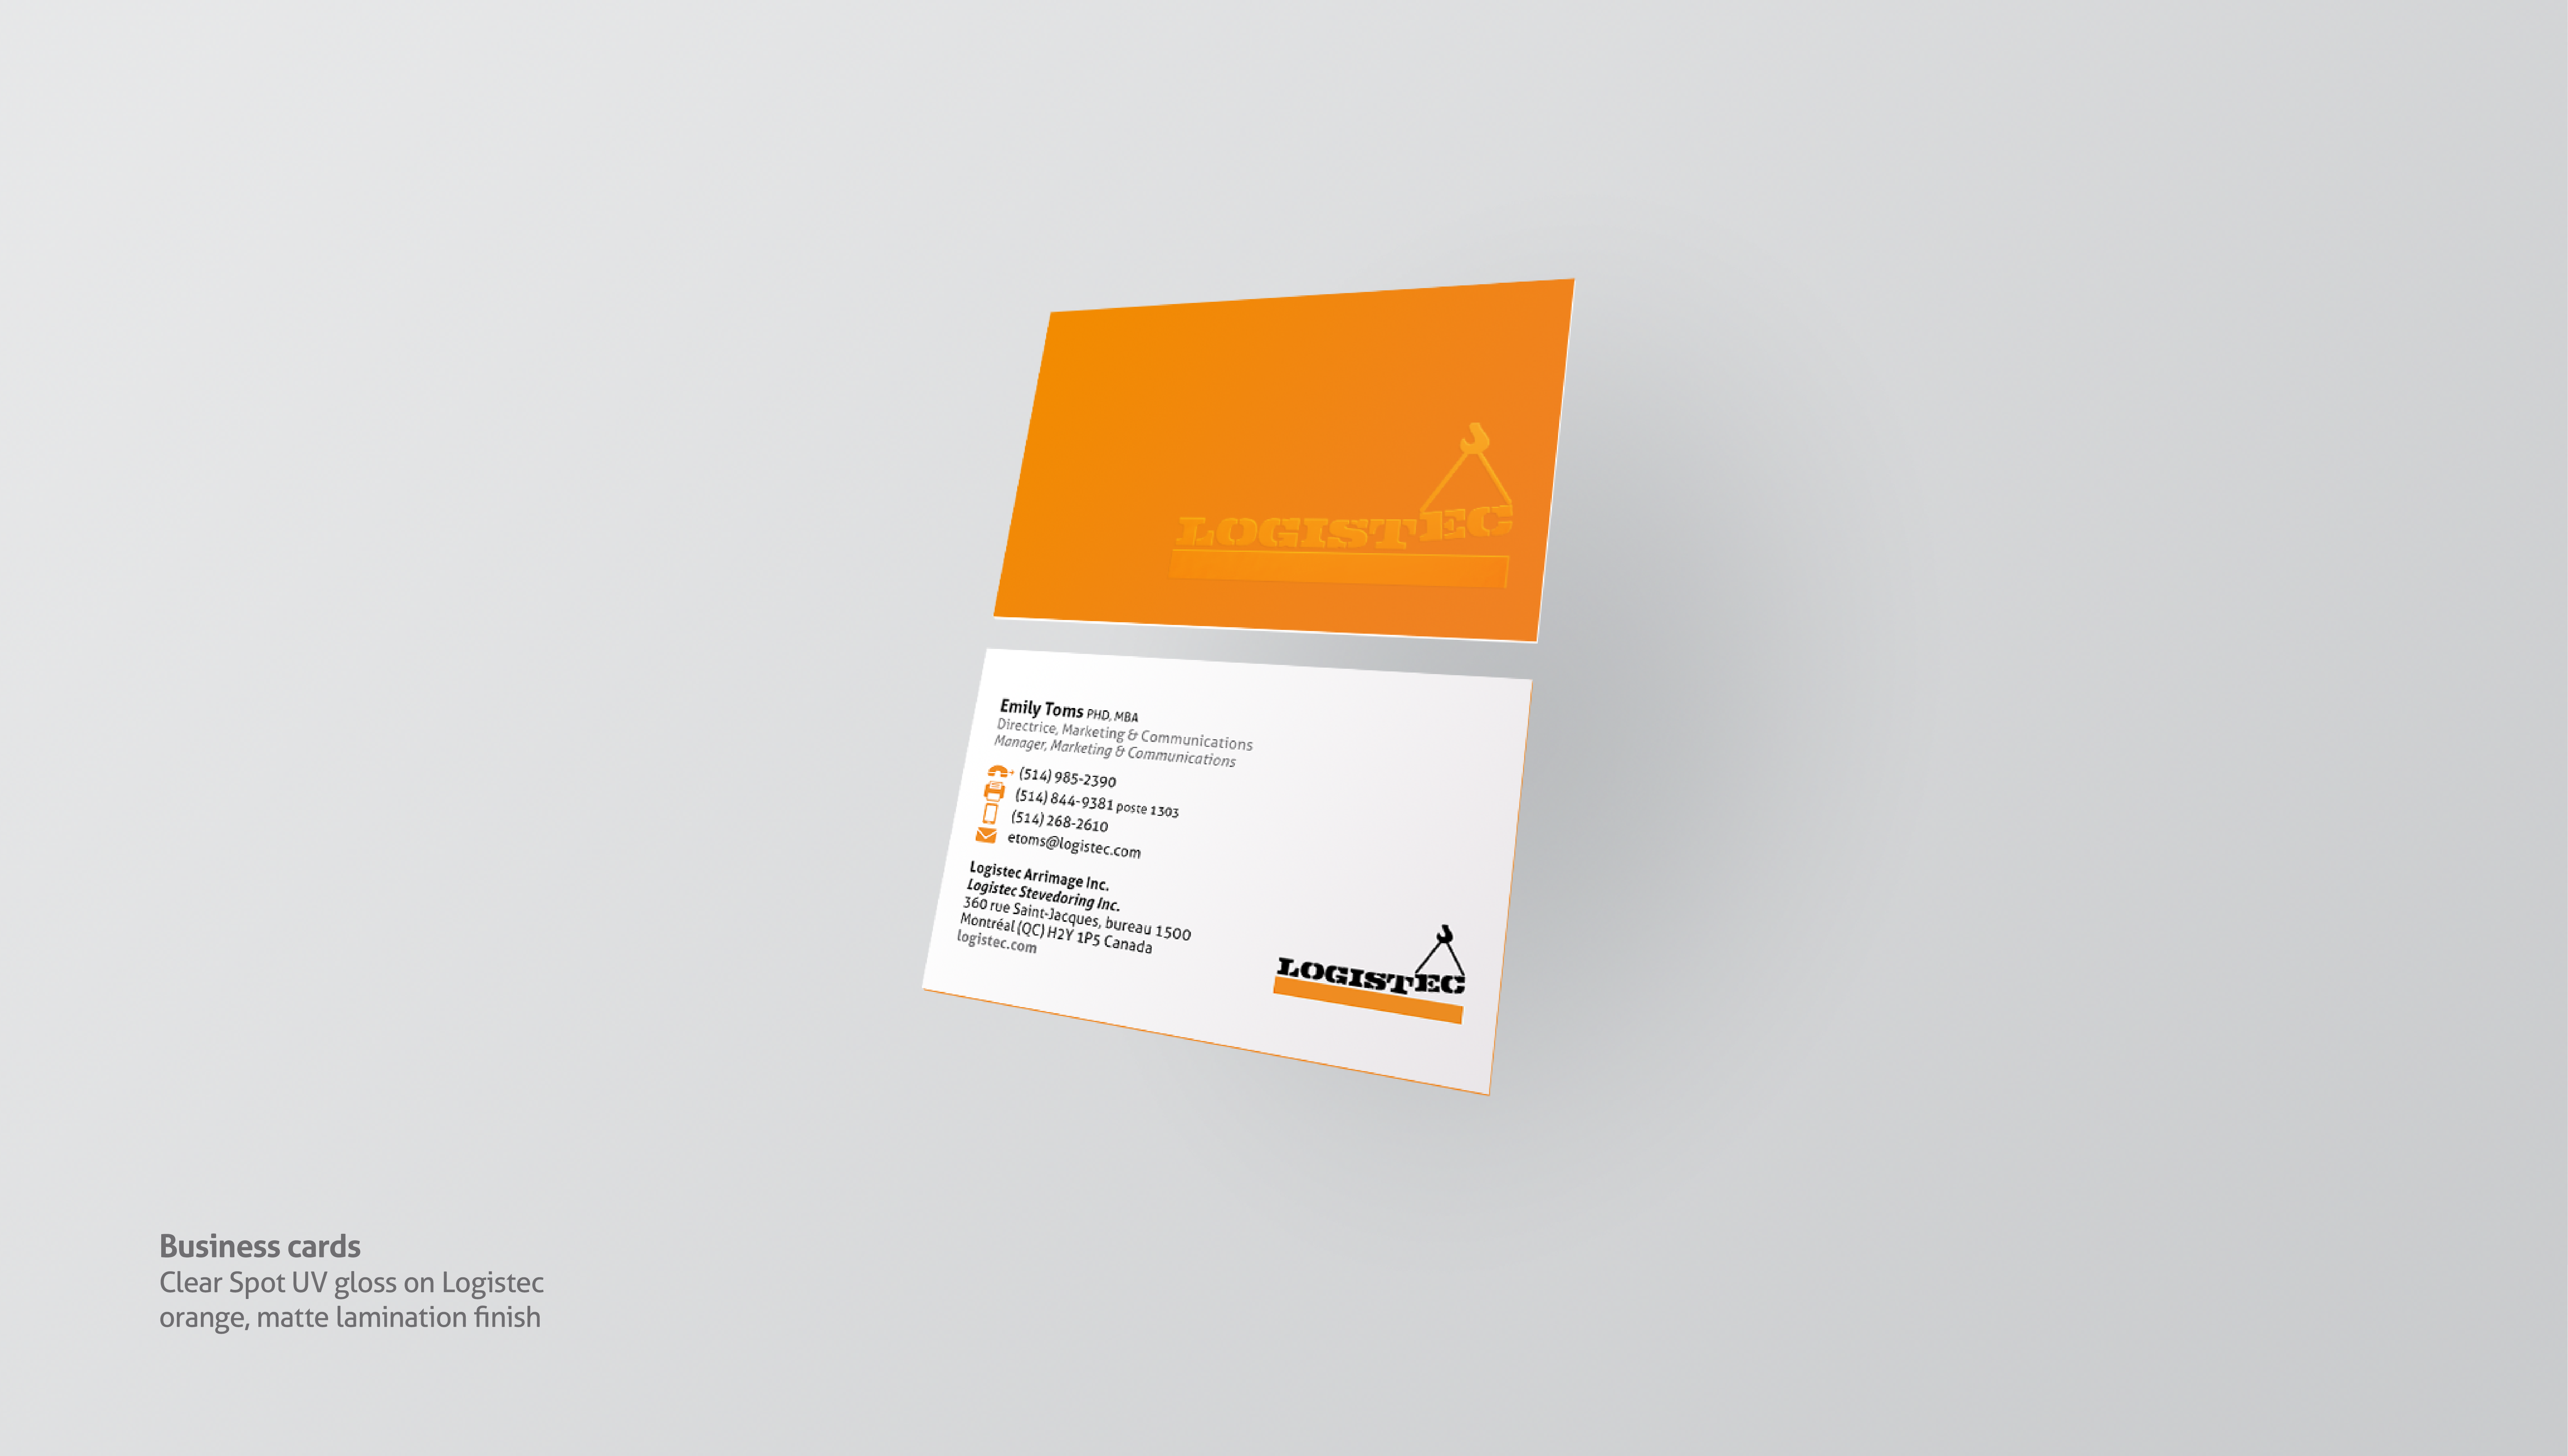 LOGISTEC
Emily Toms PHD, MBA
Directrice, Marketing & Communications
Manager, Marketing & Communications
(514) 985-2390
(514) 844-9381 poste 1303
(514) 268-2610
etoms@logistec.com
Logistec Arrimage Inc.
Logistec Stevedoring Inc.
360 rue Saint-Jacques, bureau 1500
Montréal (QC) H2Y 1P5 Canada
logistec.com
LOGISTEC
Business cards
Clear Spot UV gloss on Logistec
orange, matte lamination finish